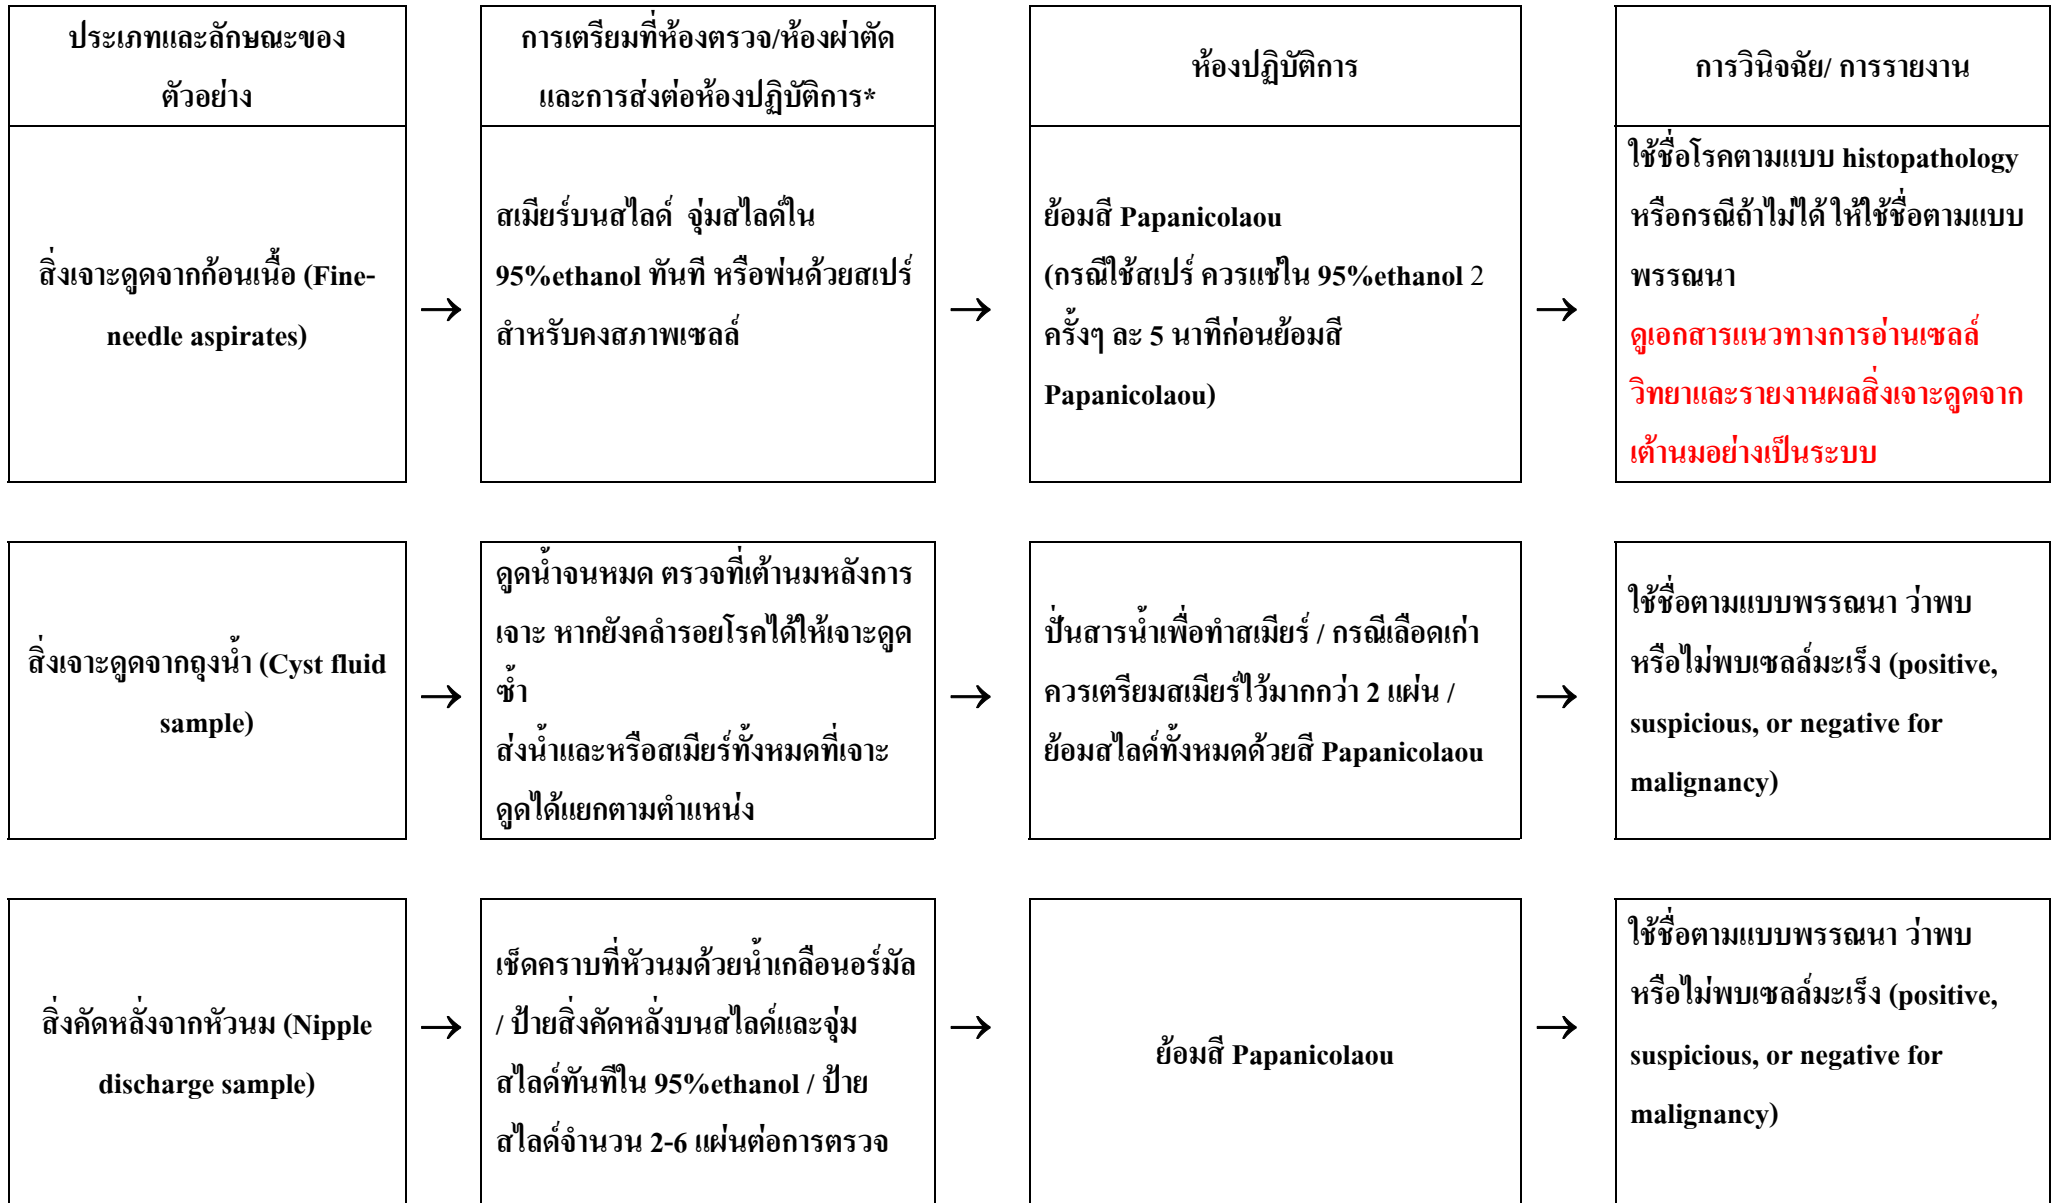 ประเภทและลักษณะของ
ตัวอย่าง
การเตรียมที่ห้องตรวจ/ห้องผ่าตัด
และการส่งต่อห้องปฏิบัติการ*
ห้องปฏิบัติการ
การวินิจฉัย/ การรายงาน
สิ่งเจาะดูดจากก้อนเนื้อ (Fine-
needle aspirates)
→
สเมียร์บนสไลด์ จุ่มสไลด์ใน
95%ethanol ทันที หรือพ่นด้วยสเปร์
สำหรับคงสภาพเซลล์
→
ย้อมสี Papanicolaou
(กรณีใช้สเปร์ ควรแช่ใน 95%ethanol 2
ครั้งๆ ละ 5 นาทีก่อนย้อมสี
Papanicolaou)
→
ใช้ชื่อโรคตามแบบ histopathology
หรือกรณีถ้าไม่ได้ ให้ใช้ชื่อตามแบบ
พรรณนา
ดูเอกสารแนวทางการอ่านเซลล์
วิทยาและรายงานผลสิ่งเจาะดูดจาก
เต้านมอย่างเป็นระบบ
สิ่งเจาะดูดจากถุงน้ำ (Cyst fluid
sample)
→
ดูดน้ำจนหมด ตรวจที่เต้านมหลังการ
เจาะ หากยังคลำรอยโรคได้ให้เจาะดูด
ซ้ำ
ส่งน้ำและหรือสเมียร์ทั้งหมดที่เจาะ
ดูดได้แยกตามตำแหน่ง
→
ปั่นสารน้ำเพื่อทำสเมียร์ / กรณีเลือดเก่า
ควรเตรียมสเมียร์ไว้มากกว่า 2 แผ่น /
ย้อมสไลด์ทั้งหมดด้วยสี Papanicolaou
→
ใช้ชื่อตามแบบพรรณนา ว่าพบ
หรือไม่พบเซลล์มะเร็ง (positive,
suspicious, or negative for
malignancy)
สิ่งคัดหลั่งจากหัวนม (Nipple
discharge sample)
→
เช็ดคราบที่หัวนมด้วยน้ำเกลือนอร์มัล
/ ป้ายสิ่งคัดหลั่งบนสไลด์และจุ่ม
สไลด์ทันทีใน 95%ethanol / ป้าย
สไลด์จำนวน 2-6 แผ่นต่อการตรวจ
→
ย้อมสี Papanicolaou
→
ใช้ชื่อตามแบบพรรณนา ว่าพบ
หรือไม่พบเซลล์มะเร็ง (positive,
suspicious, or negative for
malignancy)